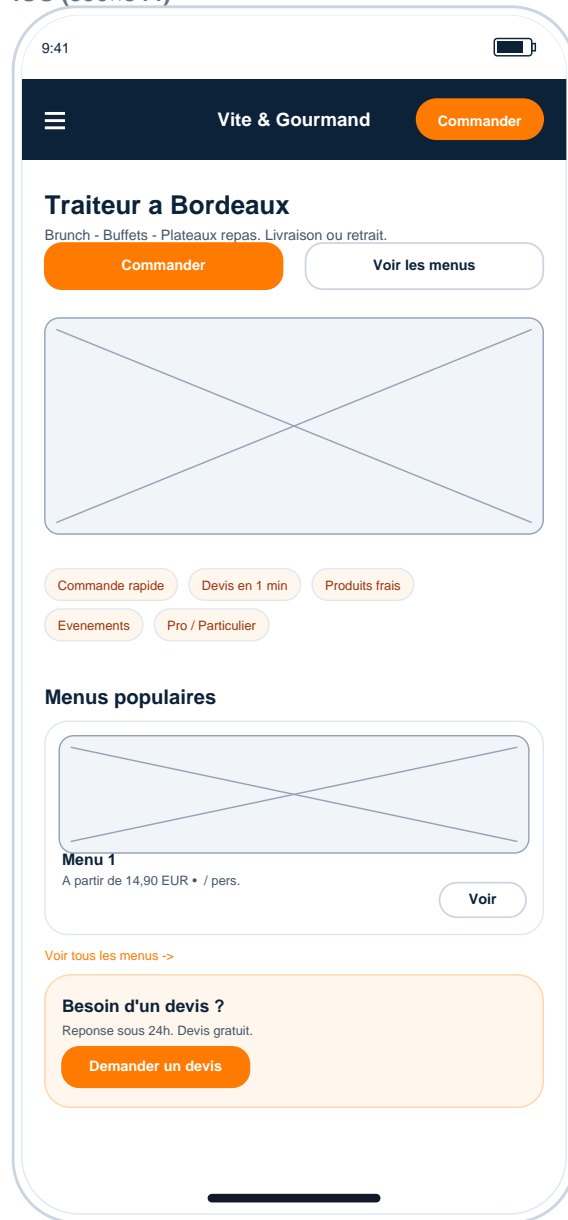 9:41
Vite & Gourmand
Commander
Traiteur a Bordeaux
Brunch - Buffets - Plateaux repas. Livraison ou retrait.
Commander
Voir les menus
Commande rapide
Devis en 1 min
Produits frais
Evenements
Pro / Particulier
Menus populaires
Menu 1
A partir de 14,90 EUR • / pers.
Voir
Voir tous les menus ->
Besoin d'un devis ?
Reponse sous 24h. Devis gratuit.
Demander un devis